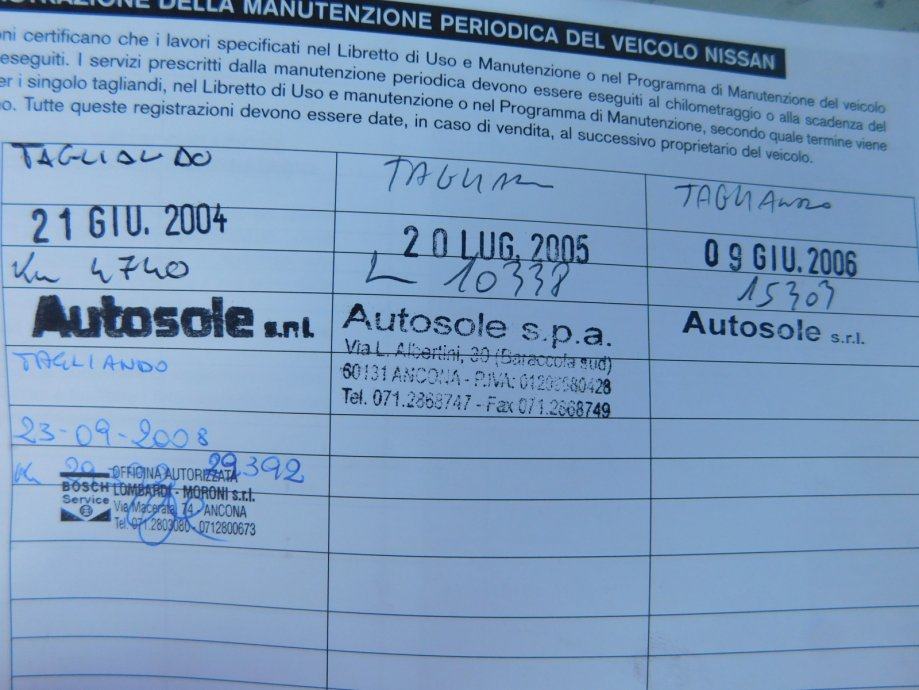 DELLA MANUTENZIONE PERIODICA DEL VEICOLO NISSAN
certificano che i lavori specificati nel Libretto di Uso e Manutenzione o nel Programma di Manutenzione del veicolo
eseguiti. I servizi prescritti dalla manutenzione periodica devono essere eseguiti al chilometraggio o alla scadenza del
i singolo tagliandi, nel Libretto di Uso e manutenzione o nel Programma di Manutenzione, secondo quale termine viene
Tutte queste registrazioni devono essere date, in caso di vendita, al successivo proprietario del veicolo.
TAGLIANDO
21 GIU. 2004
Km 4740
Autosole s.r.l.
20 LUG. 2005
10338
Autosole s.p.a.
Via L. Albertini, 30 (Baraccola sud)
60131 ANCONA - P.IVA:
Tel. 071.2868747 - Fax 071.2868749
TAGLIANDO
09 GIU. 2006
15303
Autosole s.r.l.
TAGLIANDO
23-09-2008
Km 29392
OFFICINA AUTORIZZATA
BOSCH LOMBARDI - MORONI s.r.l.
Service Via Macerata, 74 - ANCONA
Tel. 071.2803080 - 0712800673